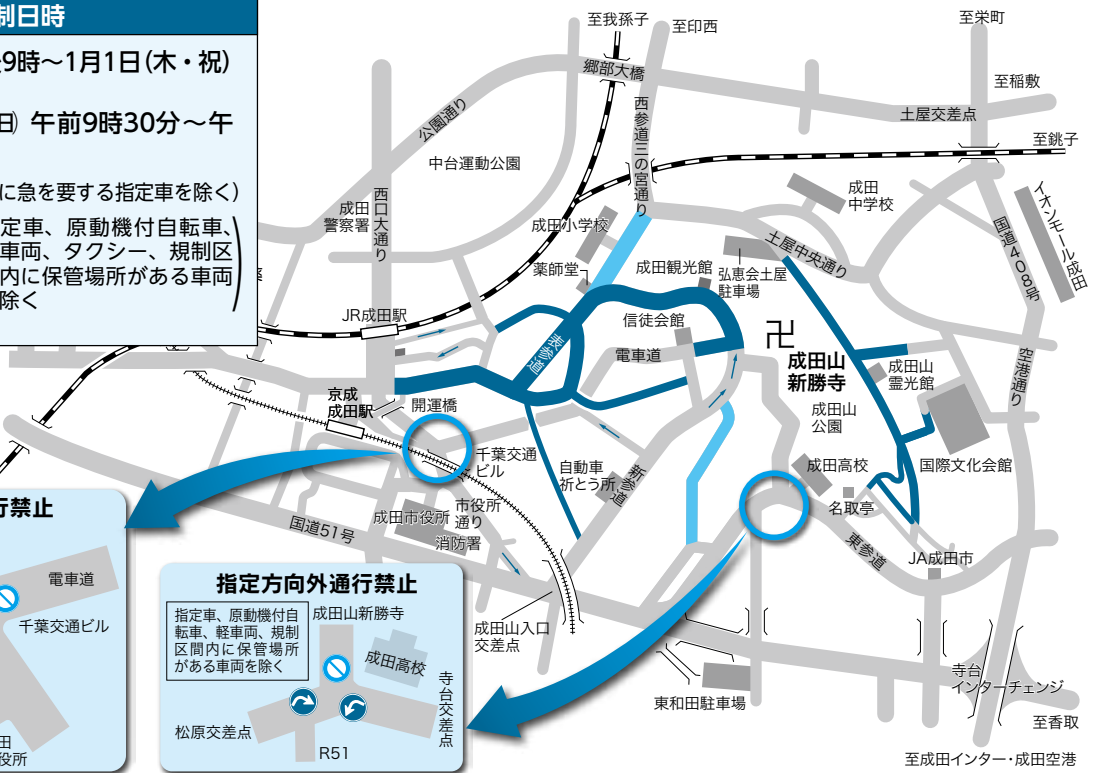 制日時
9時～1月1日(木・祝)
日) 午前9時30分～午
に急を要する指定車を除く)
定車、原動機付自転車、
車両、タクシー、規制区
内に保管場所がある車両
除く
至我孫子
至印西
至栄町
至稲敷
至銚子
郷部大橋
土屋交差点
公園通り
西参道三の宮通り
中台運動公園
西口大通り
成田
警察署
成田小学校
薬師堂
成田観光館
弘恵会土屋
駐車場
土屋中央通り
成田
中学校
国道408号
イオンモール成田
JR成田駅
表参道
信徒会館
電車道
卍
成田山
新勝寺
成田山
霊光館
空港通り
京成
成田駅
開運橋
成田山
公園
千葉交通
ビル
自動車
祈とう所
新参道
成田高校
国際文化会館
名取亭
国道51号
成田市役所
市役所
通り
消防署
東参道
JA成田市
成田山入口
交差点
東和田駐車場
寺台
インターチェンジ
至香取
至成田インター・成田空港
行禁止
電車道
千葉交通ビル
田
役所
指定方向外通行禁止
指定車、原動機付自
転車、軽車両、規制
区間内に保管場所
がある車両を除く
成田山新勝寺
成田高校
寺台交差点
松原交差点
R51